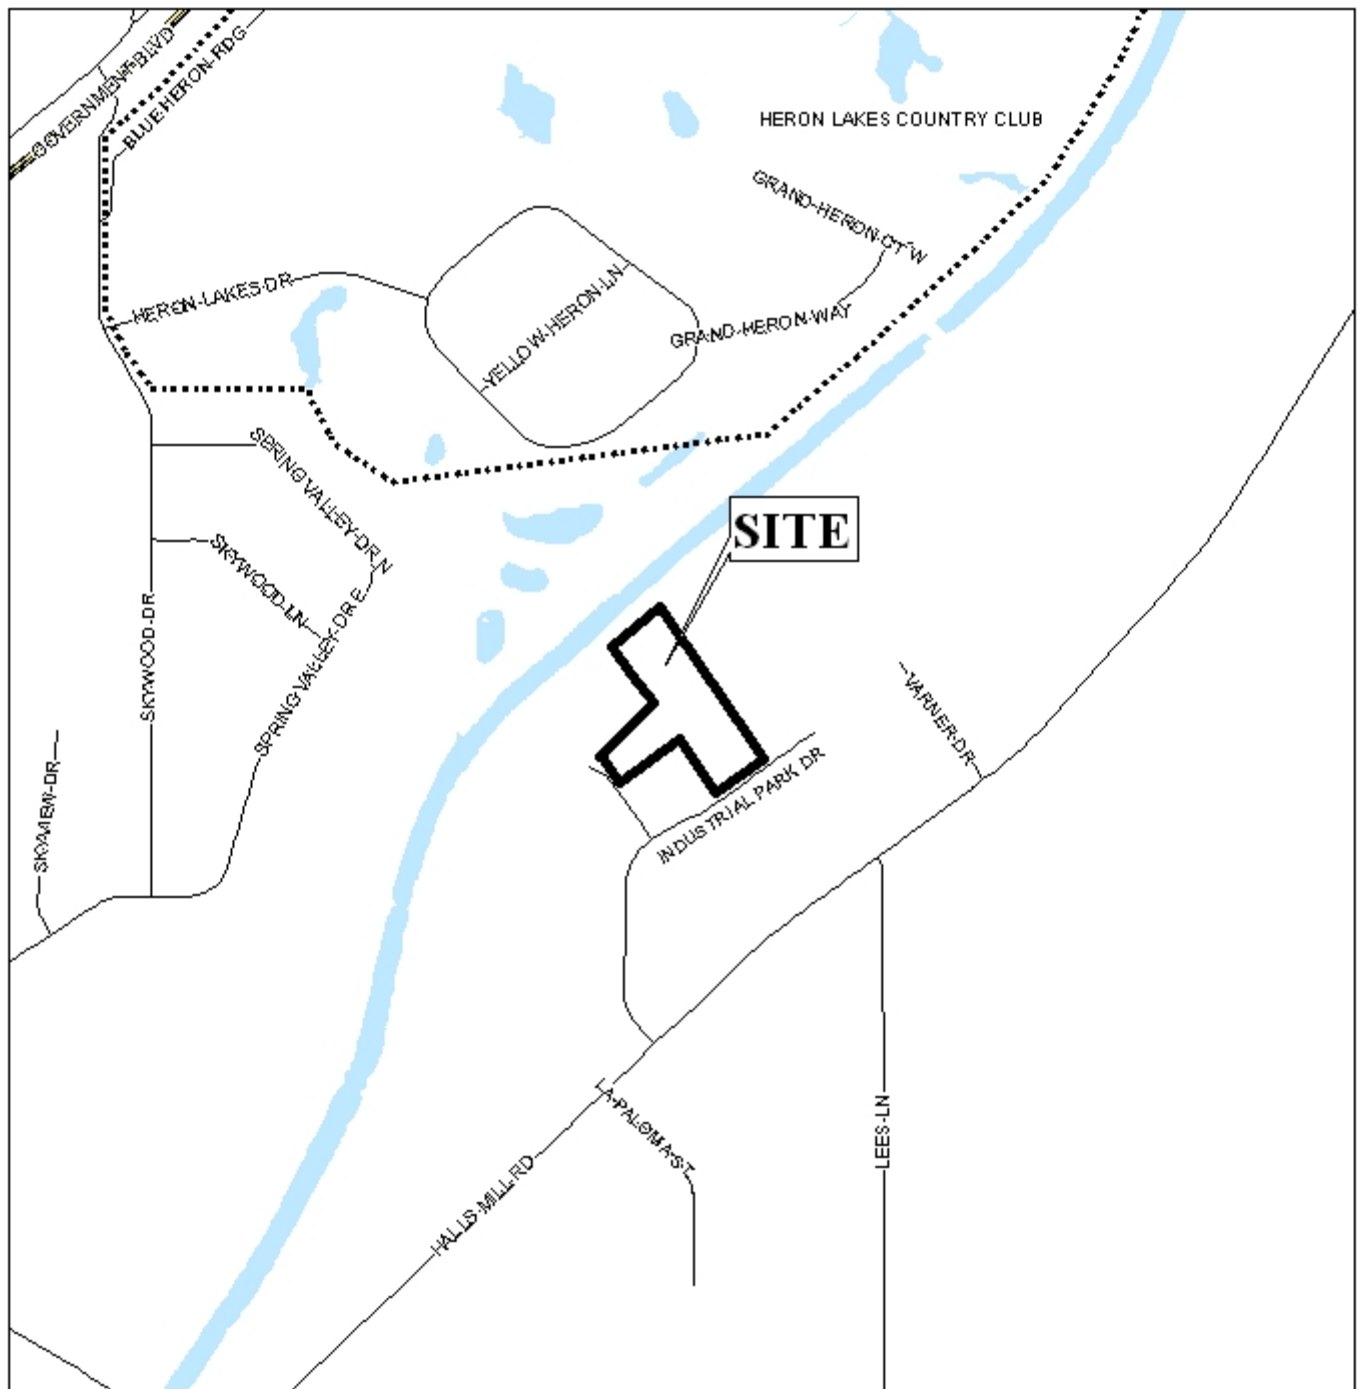 GOVERNMENT BLVD
BLUE HERON RDG
HERON LAKES COUNTRY CLUB
GRAND-HERON-CT W
HERON-LAKES-DR
YELLOW-HERON-LN
GRAND-HERON-WAY
SPRING VALLEY-DR N
SITE
SKYWOOD-LN
SKYWOOD-DR
SPRING VALLEY-DR E
VARNER-DR
SKYVIEW-DR
INDUSTRIAL PARK DR
LA-PALOMA-ST
LEES-LN
HALLS-MILL-RD